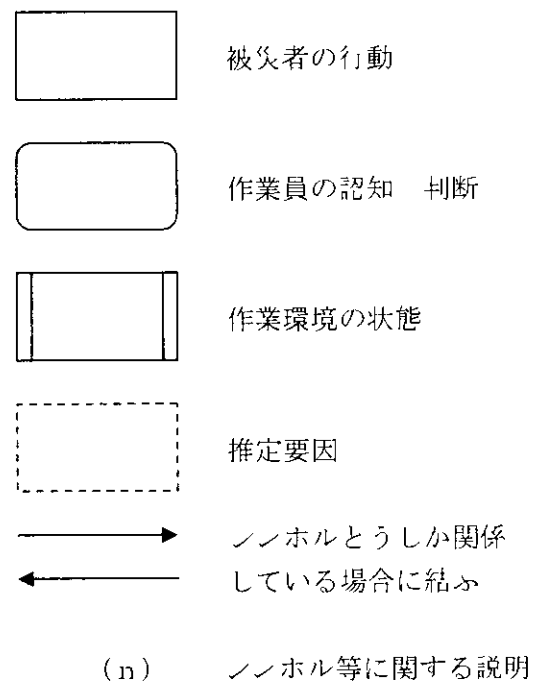 被災者の行動
作業員の認知 判断
作業環境の状態
推定要因
シンボルどうしが関係
している場合に結ぶ
(n) シンボル等に関する説明